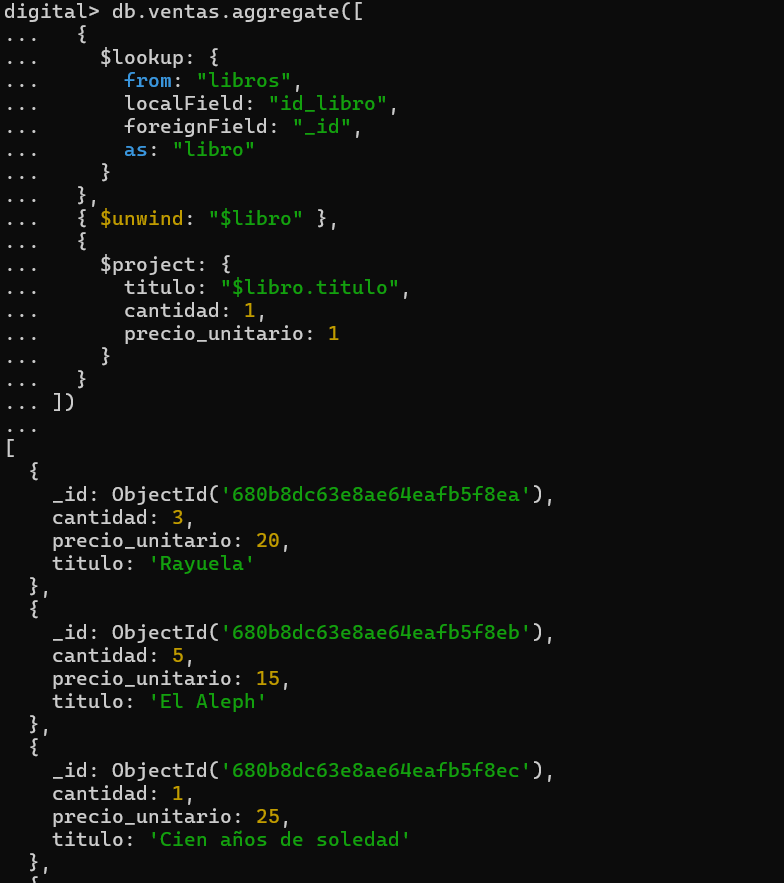 digital> db.ventas.aggregate([
...   {
...     $lookup: {
...       from: "libros",
...       localField: "id_libro",
...       foreignField: "_id",
...       as: "libro"
...     }
...   },
...   { $unwind: "$libro" },
...   {
...     $project: {
...       titulo: "$libro.titulo",
...       cantidad: 1,
...       precio_unitario: 1
...     }
...   }
... ])
...
[
  {
    _id: ObjectId('680b8dc63e8ae64eafb5f8ea'),
    cantidad: 3,
    precio_unitario: 20,
    titulo: 'Rayuela'
  },
  {
    _id: ObjectId('680b8dc63e8ae64eafb5f8eb'),
    cantidad: 5,
    precio_unitario: 15,
    titulo: 'El Aleph'
  },
  {
    _id: ObjectId('680b8dc63e8ae64eafb5f8ec'),
    cantidad: 1,
    precio_unitario: 25,
    titulo: 'Cien años de soledad'
  },
  {